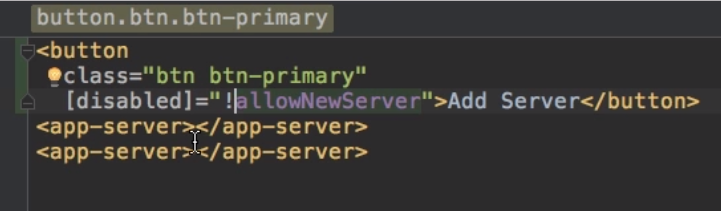 button.btn.btn-primary
<button
class="btn btn-primary"
[disabled]="!allowNewServer">Add Server</button>
<app-server></app-server>
<app-server></app-server>